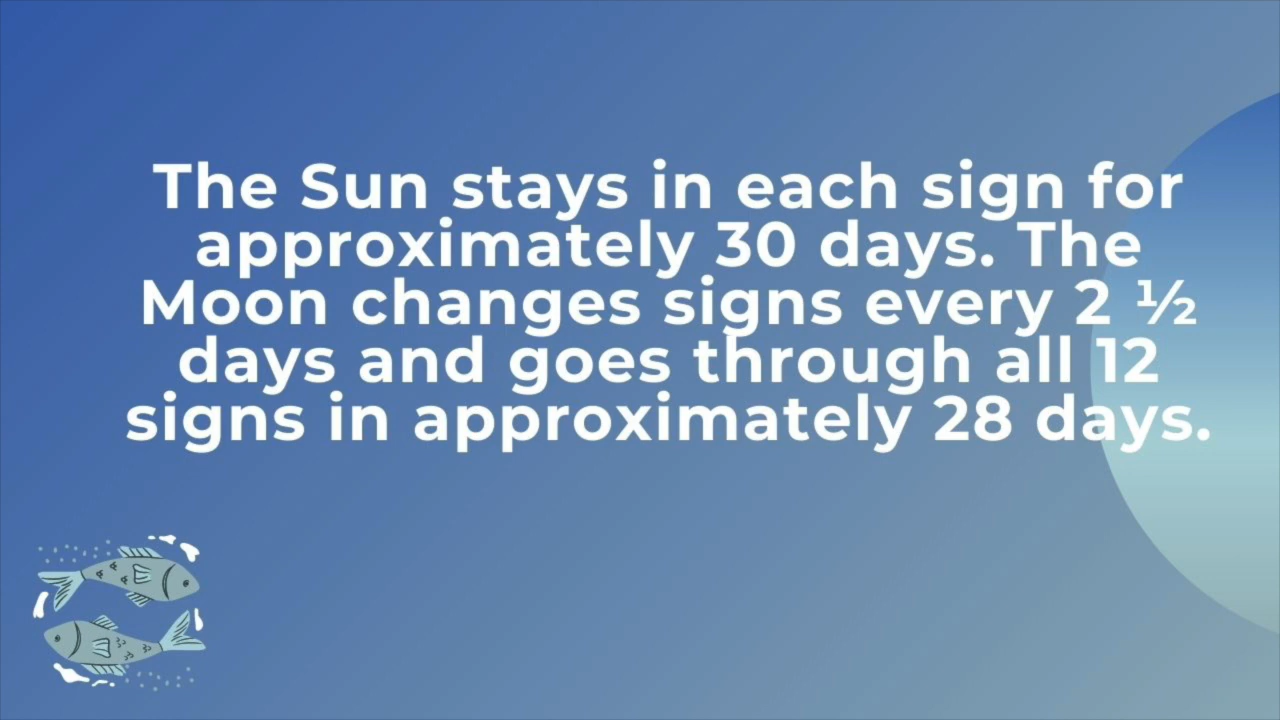 The Sun stays in each sign for
approximately 30 days. The
Moon changes signs every 2 ½
days and goes through all 12
signs in approximately 28 days.